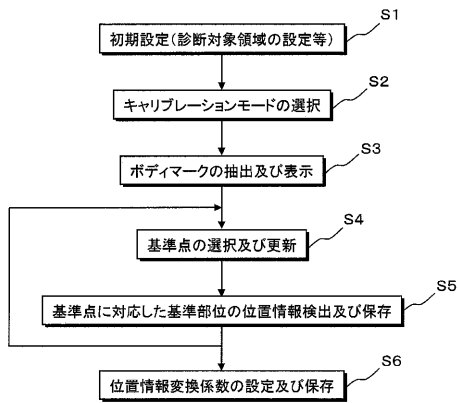 S1
初期設定(診断対象領域の設定等)
S2
キャリブレーションモードの選択
S3
ボディマークの抽出及び表示
S4
基準点の選択及び更新
S5
基準点に対応した基準部位の位置情報検出及び保存
S6
位置情報変換係数の設定及び保存